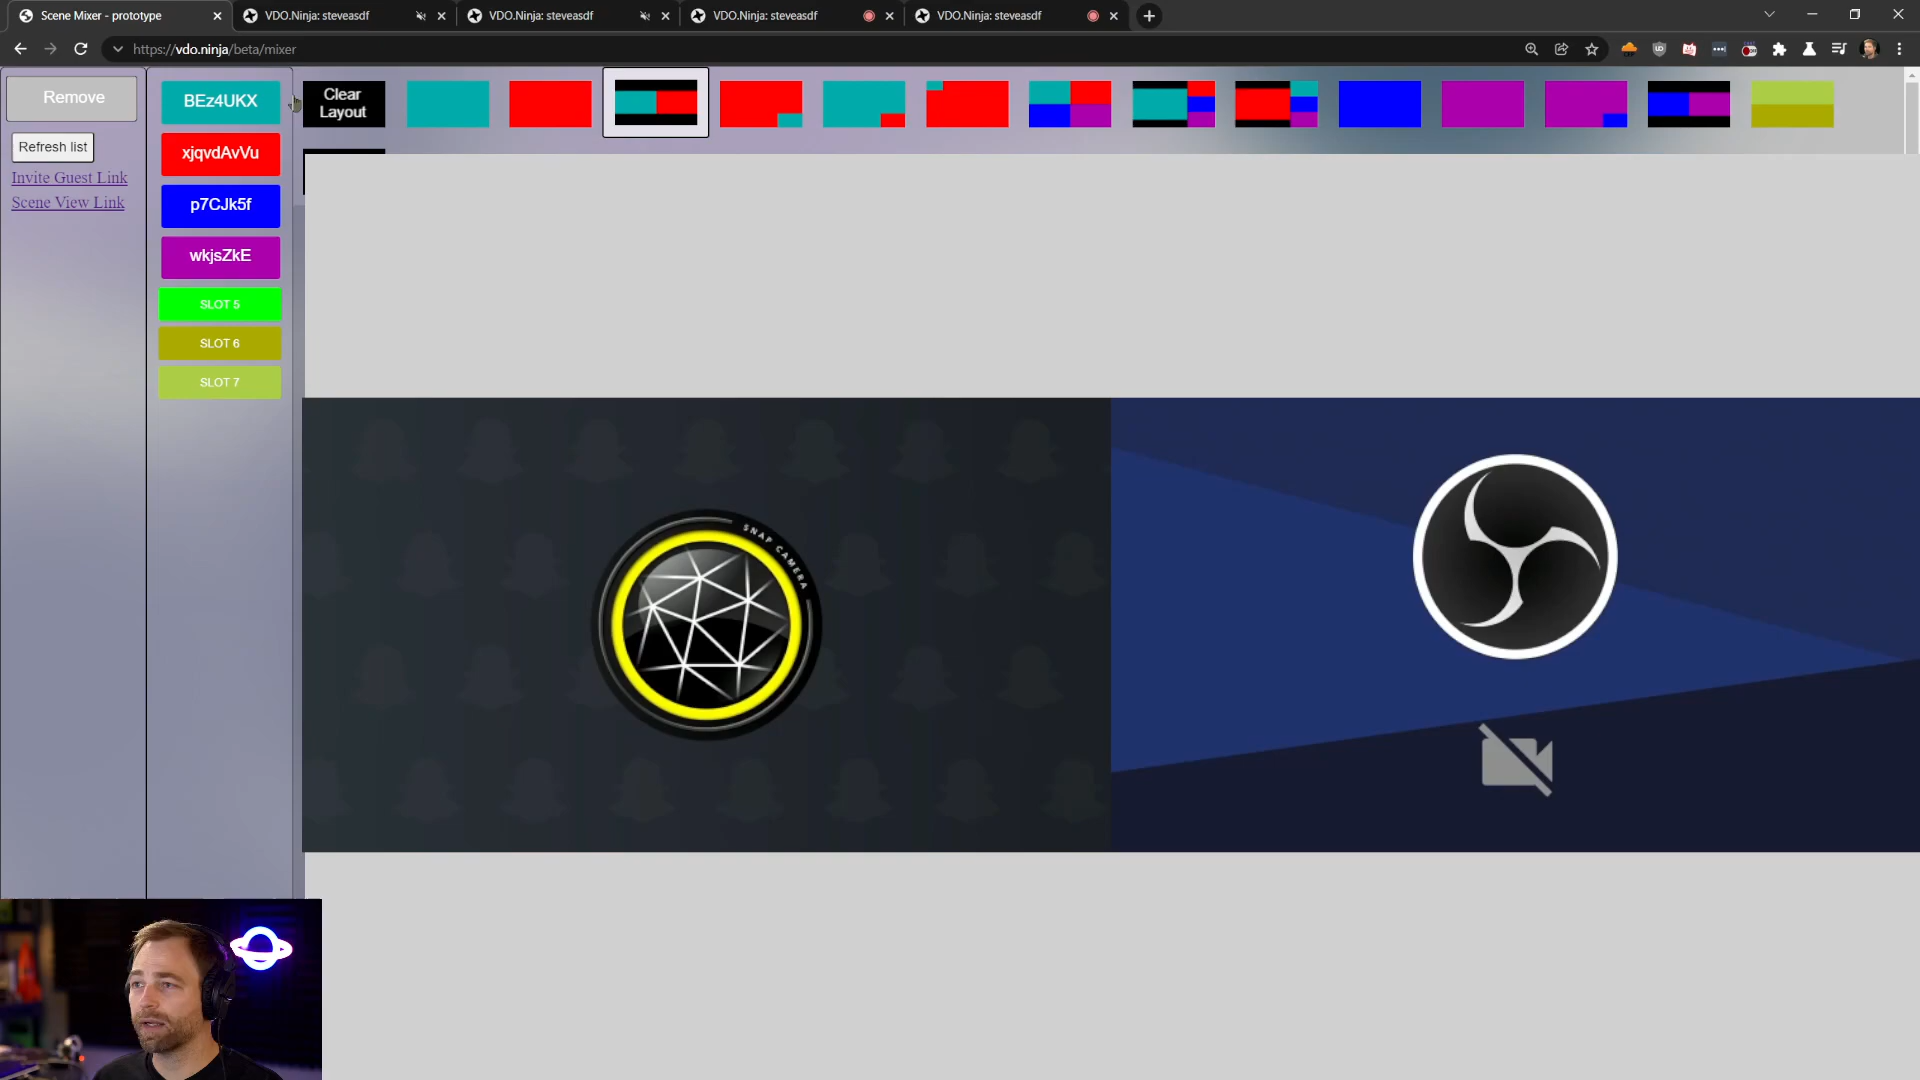 Scene Mixer - prototype
VDO.Ninja: steveasdf
VDO.Ninja: steveasdf
VDO.Ninja: steveasdf
VDO.Ninja: steveasdf
https://vdo.ninja/beta/mixer
Remove
Refresh list
Invite Guest Link
Scene View Link
BEz4UKX
xjqvdAvVu
p7CJk5f
wkjsZkE
SLOT 5
SLOT 6
SLOT 7
Clear
Layout
SNAP CAMERA